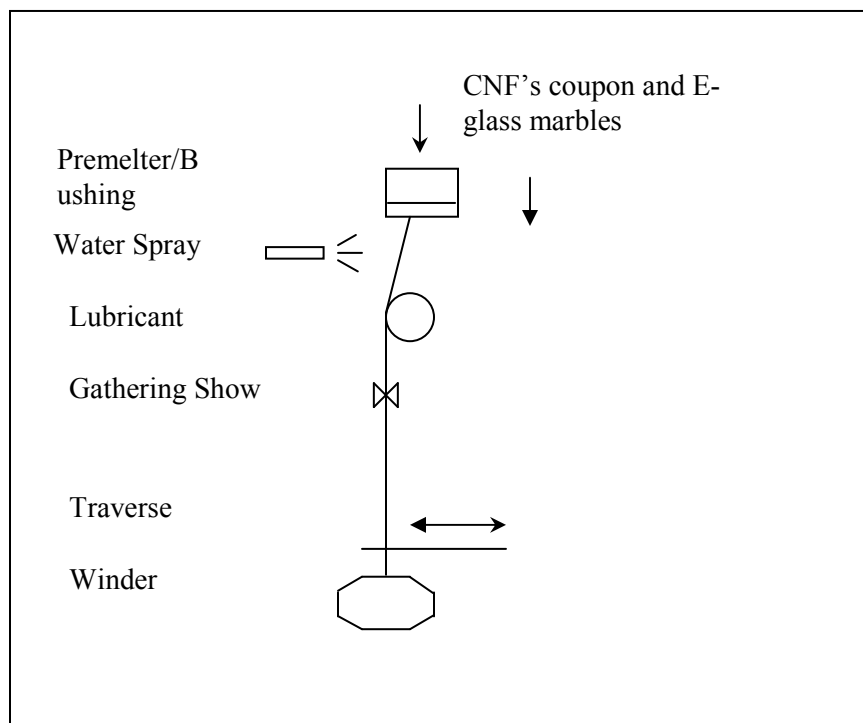 CNF’s coupon and E-
glass marbles
Premelter/B
ushing
Water Spray
Lubricant
Gathering Show
Traverse
Winder